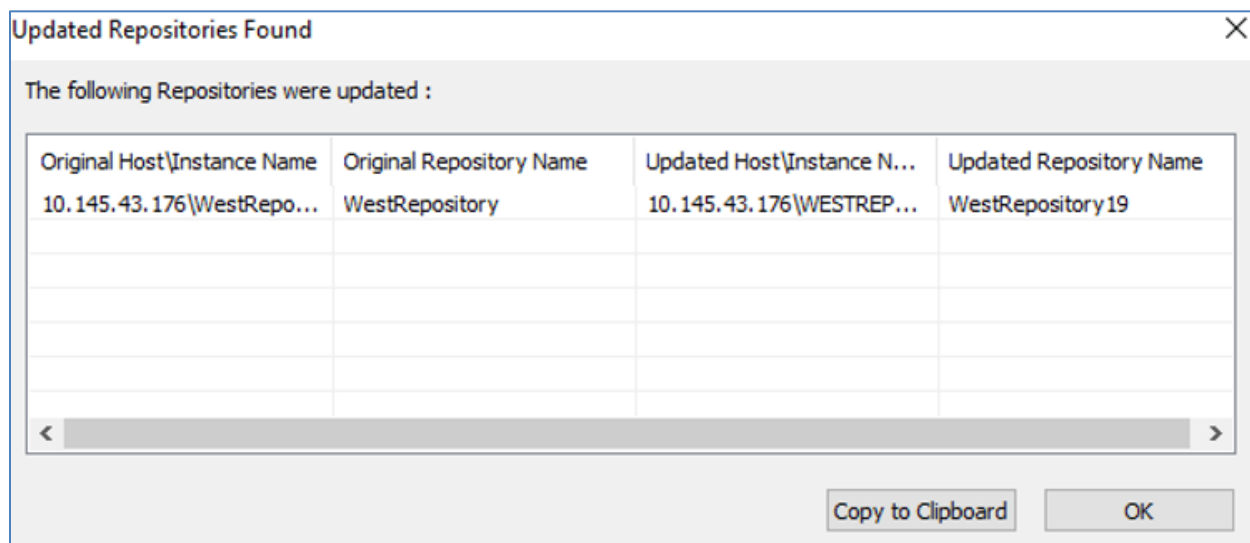 Updated Repositories Found
The following Repositories were updated :
Original Host\Instance Name Original Repository Name Updated Host\Instance N... Updated Repository Name
10.145.43.176\WestRepo... WestRepository 10.145.43.176\WESTREP... WestRepository19
Copy to Clipboard OK